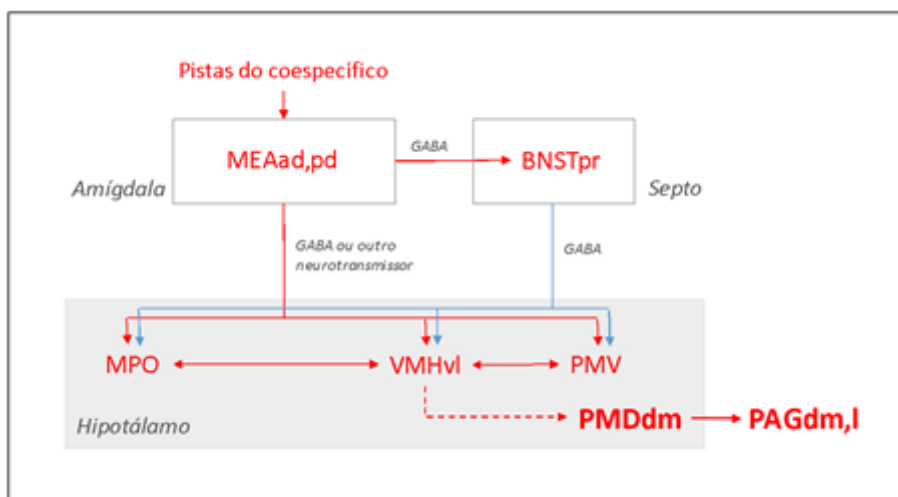 Pistas do coespecífico
MEAad,pd
GABA
BNSTpr
Amígdala
Septo
GABA ou outro
neurotransmissor
GABA
MPO
VMHvl
PMV
PMDdm
PAGdm,l
Hipotálamo